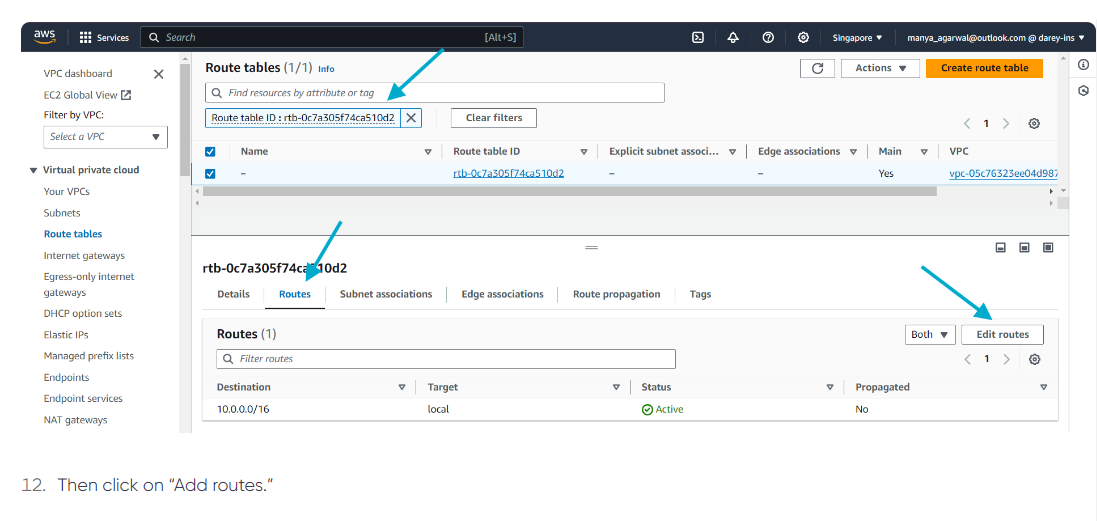 aws Services Search [Alt+S] Singapore ▼ manya_agarwal@outlook.com @ darey-ins ▼
VPC dashboard
EC2 Global View
Filter by VPC:
Select a VPC
Virtual private cloud
Your VPCs
Subnets
Route tables
Internet gateways
Egress-only internet
gateways
DHCP option sets
Elastic IPs
Managed prefix lists
Endpoints
Endpoint services
NAT gateways
Route tables (1/1) Info
Actions ▼ Create route table
Find resources by attribute or tag
Route table ID : rtb-0c7a305f74ca510d2 Clear filters
1
Name Route table ID Explicit subnet associ... Edge associations Main VPC
– rtb-0c7a305f74ca510d2 – – Yes vpc-05c76323ee04d987
rtb-0c7a305f74ca510d2
Details Routes Subnet associations Edge associations Route propagation Tags
Routes (1) Both ▼ Edit routes
Filter routes 1
Destination Target Status Propagated
10.0.0.0/16 local Active No
12. Then click on “Add routes.”